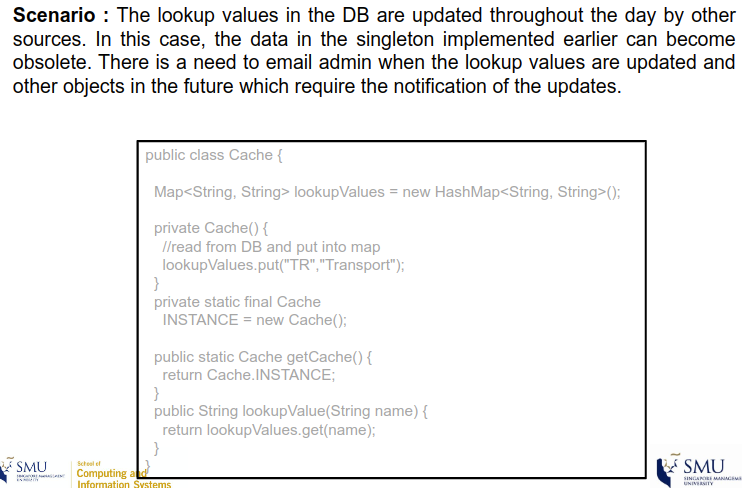 Scenario : The lookup values in the DB are updated throughout the day by other
sources. In this case, the data in the singleton implemented earlier can become
obsolete. There is a need to email admin when the lookup values are updated and
other objects in the future which require the notification of the updates.
public class Cache {
Map<String, String> lookupValues = new HashMap<String, String>();
private Cache() {
//read from DB and put into map
lookupValues.put("TR","Transport");
}
private static final Cache
INSTANCE = new Cache();
public static Cache getCache() {
return Cache.INSTANCE;
}
public String lookupValue(String name) {
return lookupValues.get(name);
}
}
SMU
SINGAPORE MANAGEMENT
UNIVERSITY
School of
Computing and
Information Systems
SMU
SINGAPORE MANAGEME
UNIVERSITY